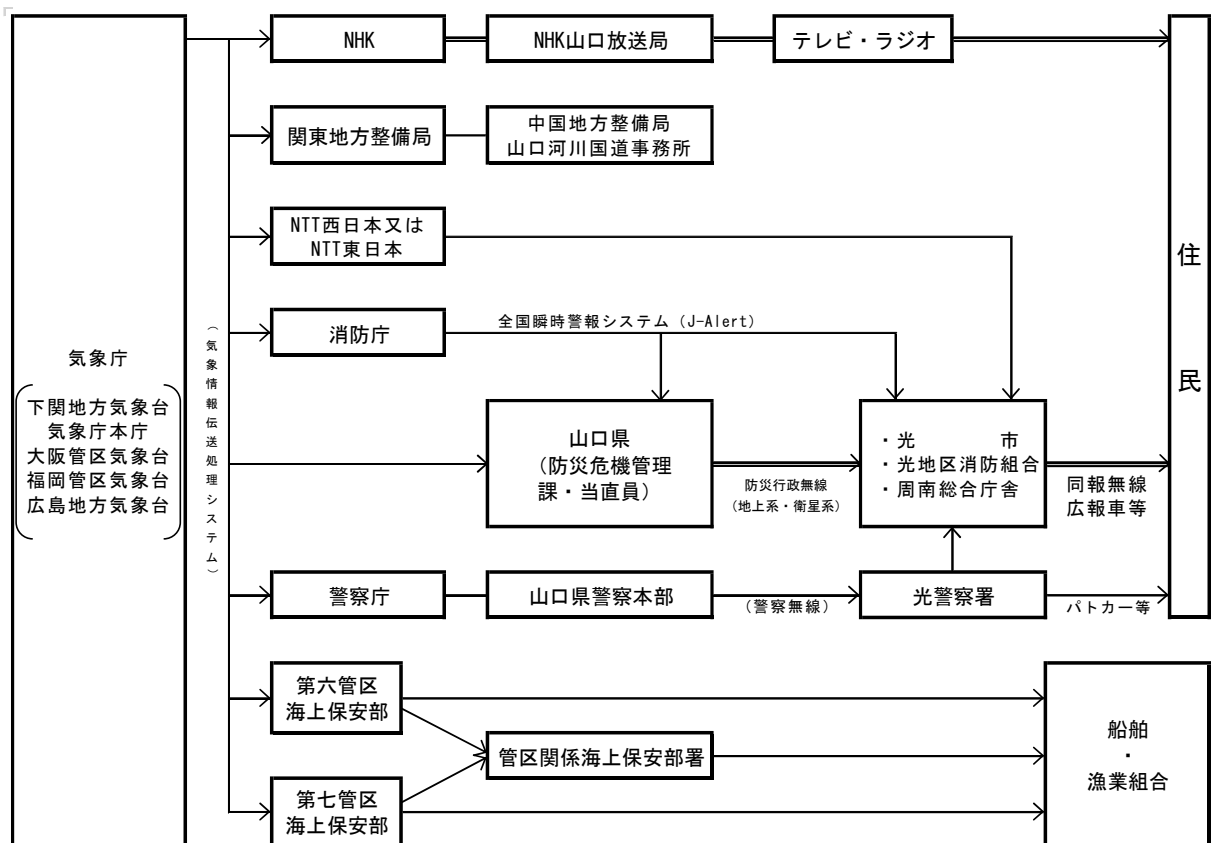 気象庁
下関地方気象台
気象庁本庁
大阪管区気象台
福岡管区気象台
広島地方気象台
（気象情報伝送処理システム）
NHK
NHK山口放送局
テレビ・ラジオ
関東地方整備局
中国地方整備局
山口河川国道事務所
NTT西日本又は
NTT東日本
消防庁
全国瞬時警報システム（J-Alert）
山口県
（防災危機管理
課・当直員）
防災行政無線
（地上系・衛星系）
・光　　　市
・光地区消防組合
・周南総合庁舎
同報無線
広報車等
警察庁
山口県警察本部
（警察無線）
光警察署
パトカー等
住民
第六管区
海上保安部
管区関係海上保安部署
第七管区
海上保安部
船舶
・
漁業組合